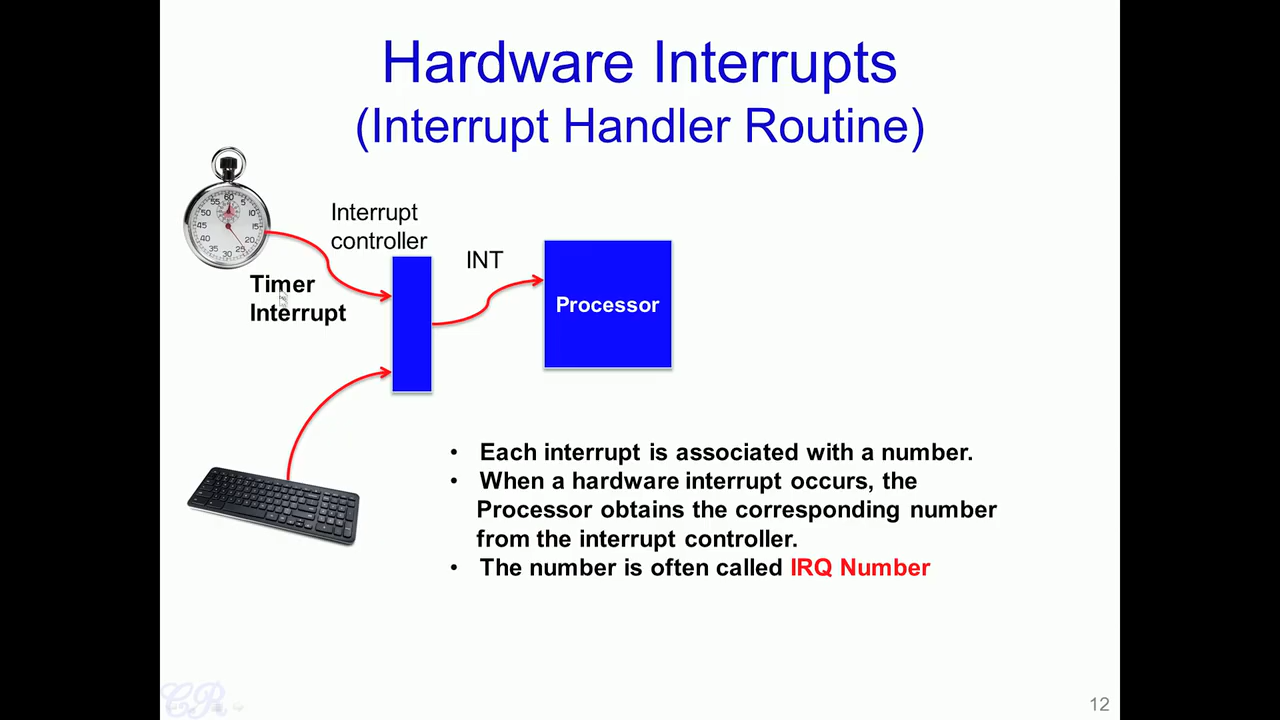 Hardware Interrupts
(Interrupt Handler Routine)
Interrupt
controller
INT
Timer
Interrupt
Processor
• Each interrupt is associated with a number.
• When a hardware interrupt occurs, the
Processor obtains the corresponding number
from the interrupt controller.
• The number is often called IRQ Number
CR
12